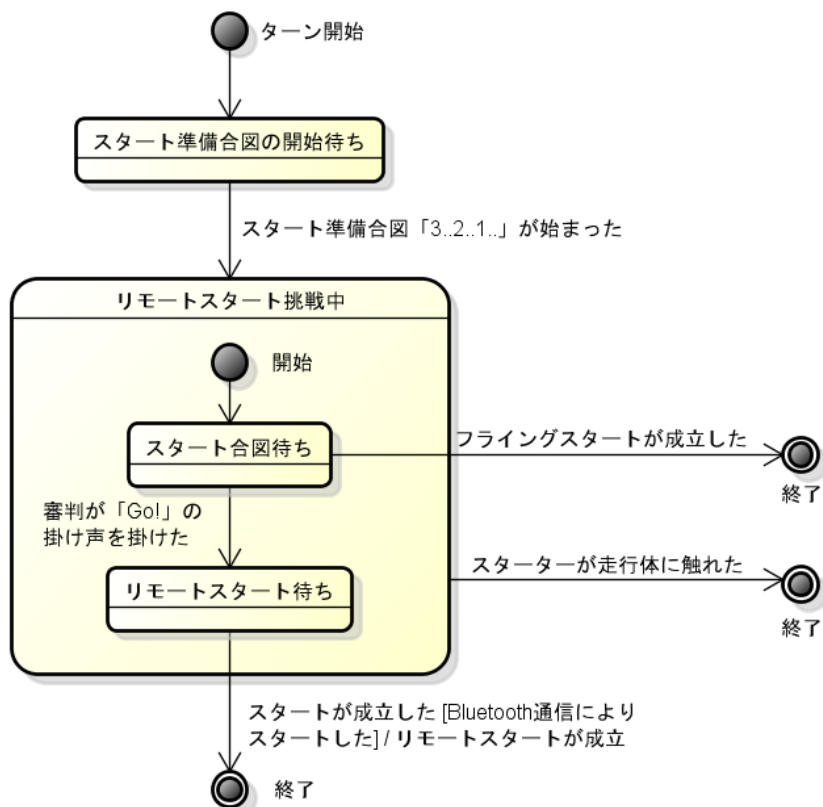 ターン開始
スタート準備合図の開始待ち
スタート準備合図「3..2..1..」が始まった
リモートスタート挑戦中
開始
スタート合図待ち
フライングスタートが成立した
終了
審判が「Go!」の
掛け声を掛けた
スターターが走行体に触れた
終了
リモートスタート待ち
スタートが成立した [Bluetooth通信により
スタートした] / リモートスタートが成立
終了